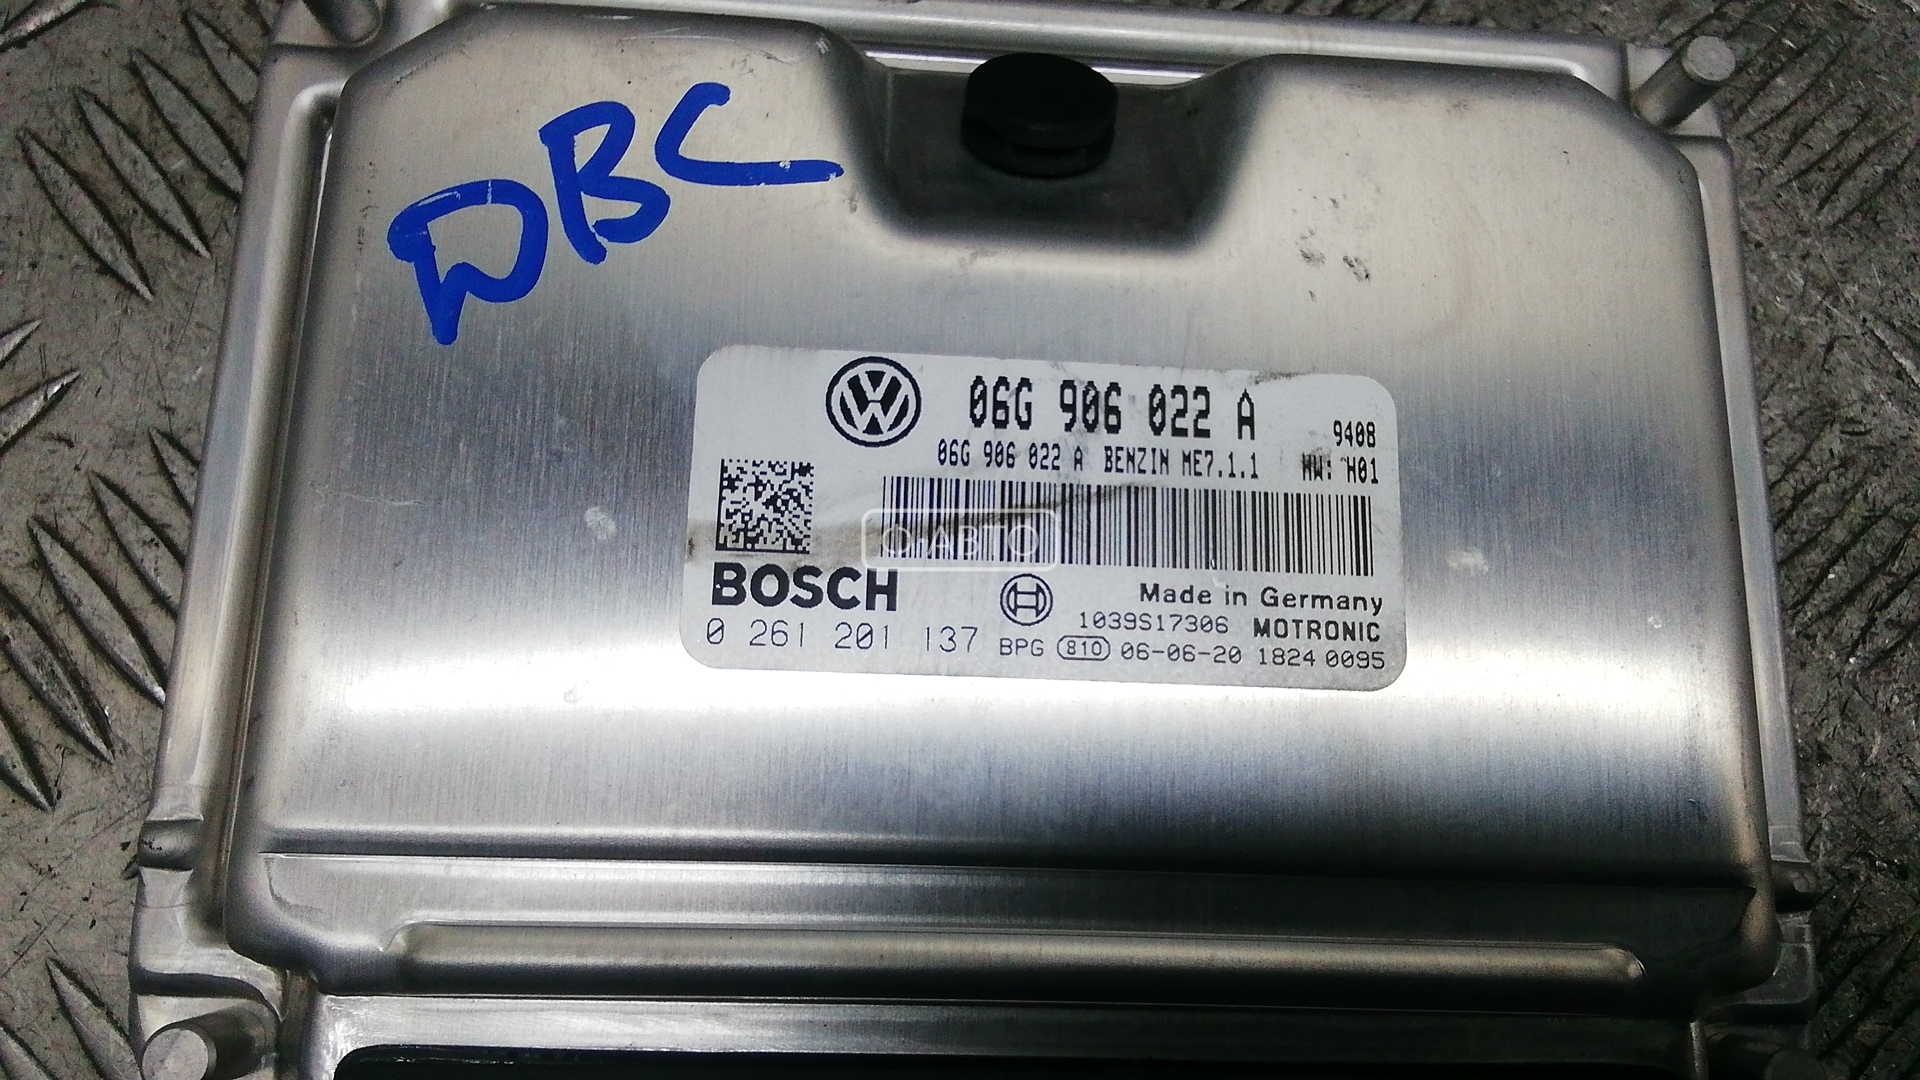 DBC
06G 906 022 A
9408
06G 906 022 A BENZIN ME7.1.1 HW: H01
О-АВТО
BOSCH
Made in Germany
1039S17306 MOTRONIC
0 261 201 137 BPG 810 06-06-20 1824 0095